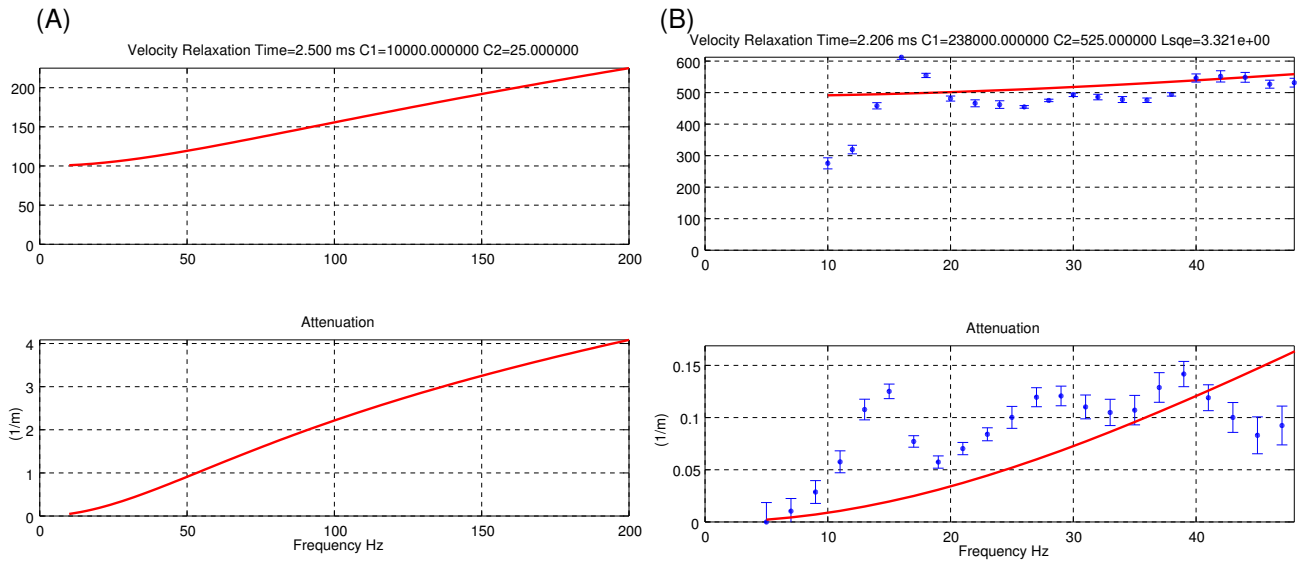 (A)
Velocity Relaxation Time=2.500 ms C1=10000.000000 C2=25.000000
200
150
100
50
0
0 50 100 150 200
Attenuation
4
3
2
1
0
(1/m)
0 50 100 150 200
Frequency Hz
(B)
Velocity Relaxation Time=2.206 ms C1=238000.000000 C2=525.000000 Lsqe=3.321e+00
600
500
400
300
200
100
0
0 10 20 30 40
Attenuation
0.15
0.1
0.05
0
(1/m)
0 10 20 30 40
Frequency Hz